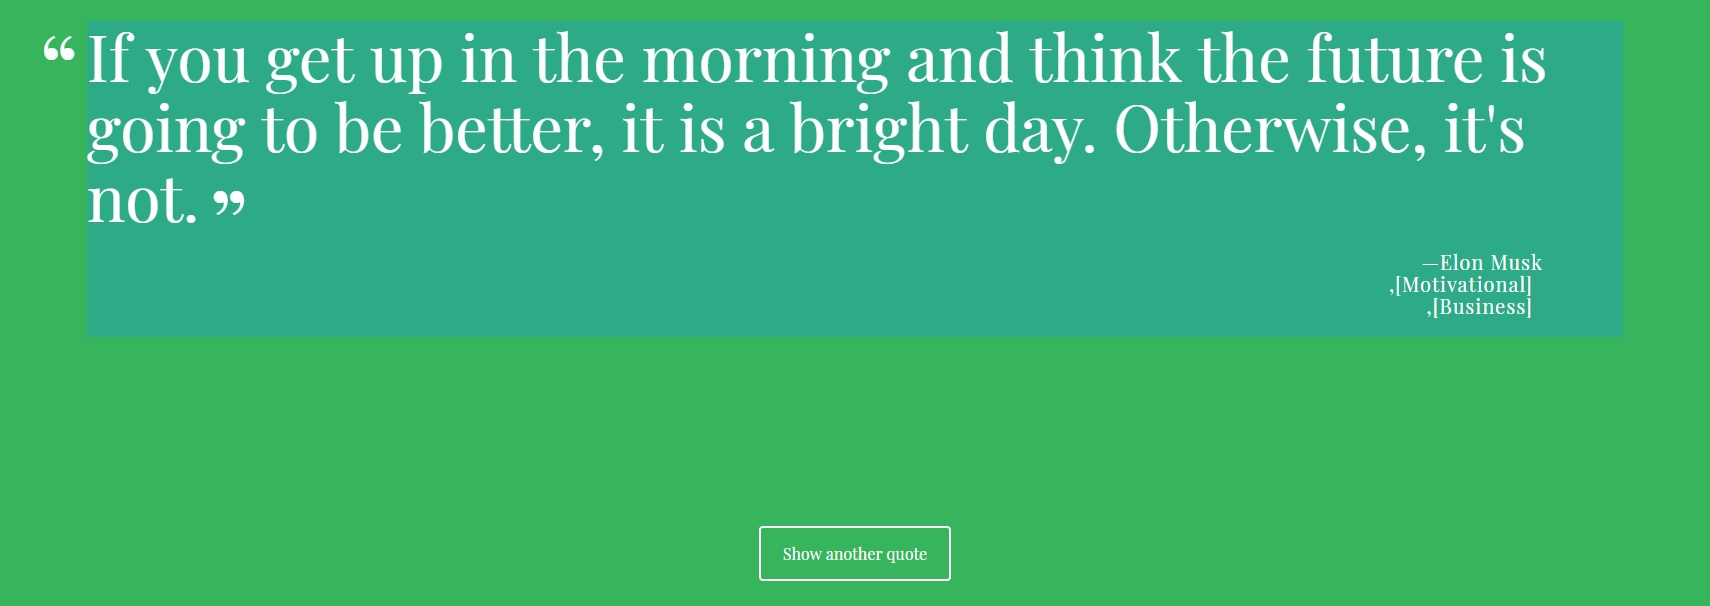 “ If you get up in the morning and think the future is
going to be better, it is a bright day. Otherwise, it's
not. ”
—Elon Musk
,[Motivational]
,[Business]
Show another quote